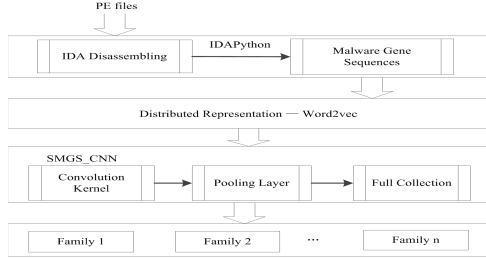 PE files
IDAPython
IDA Disassembling
Malware Gene
Sequences
Distributed Representation — Word2vec
SMGS_CNN
Convolution
Kernel
Pooling Layer
Full Collection
Family 1
Family 2
...
Family n